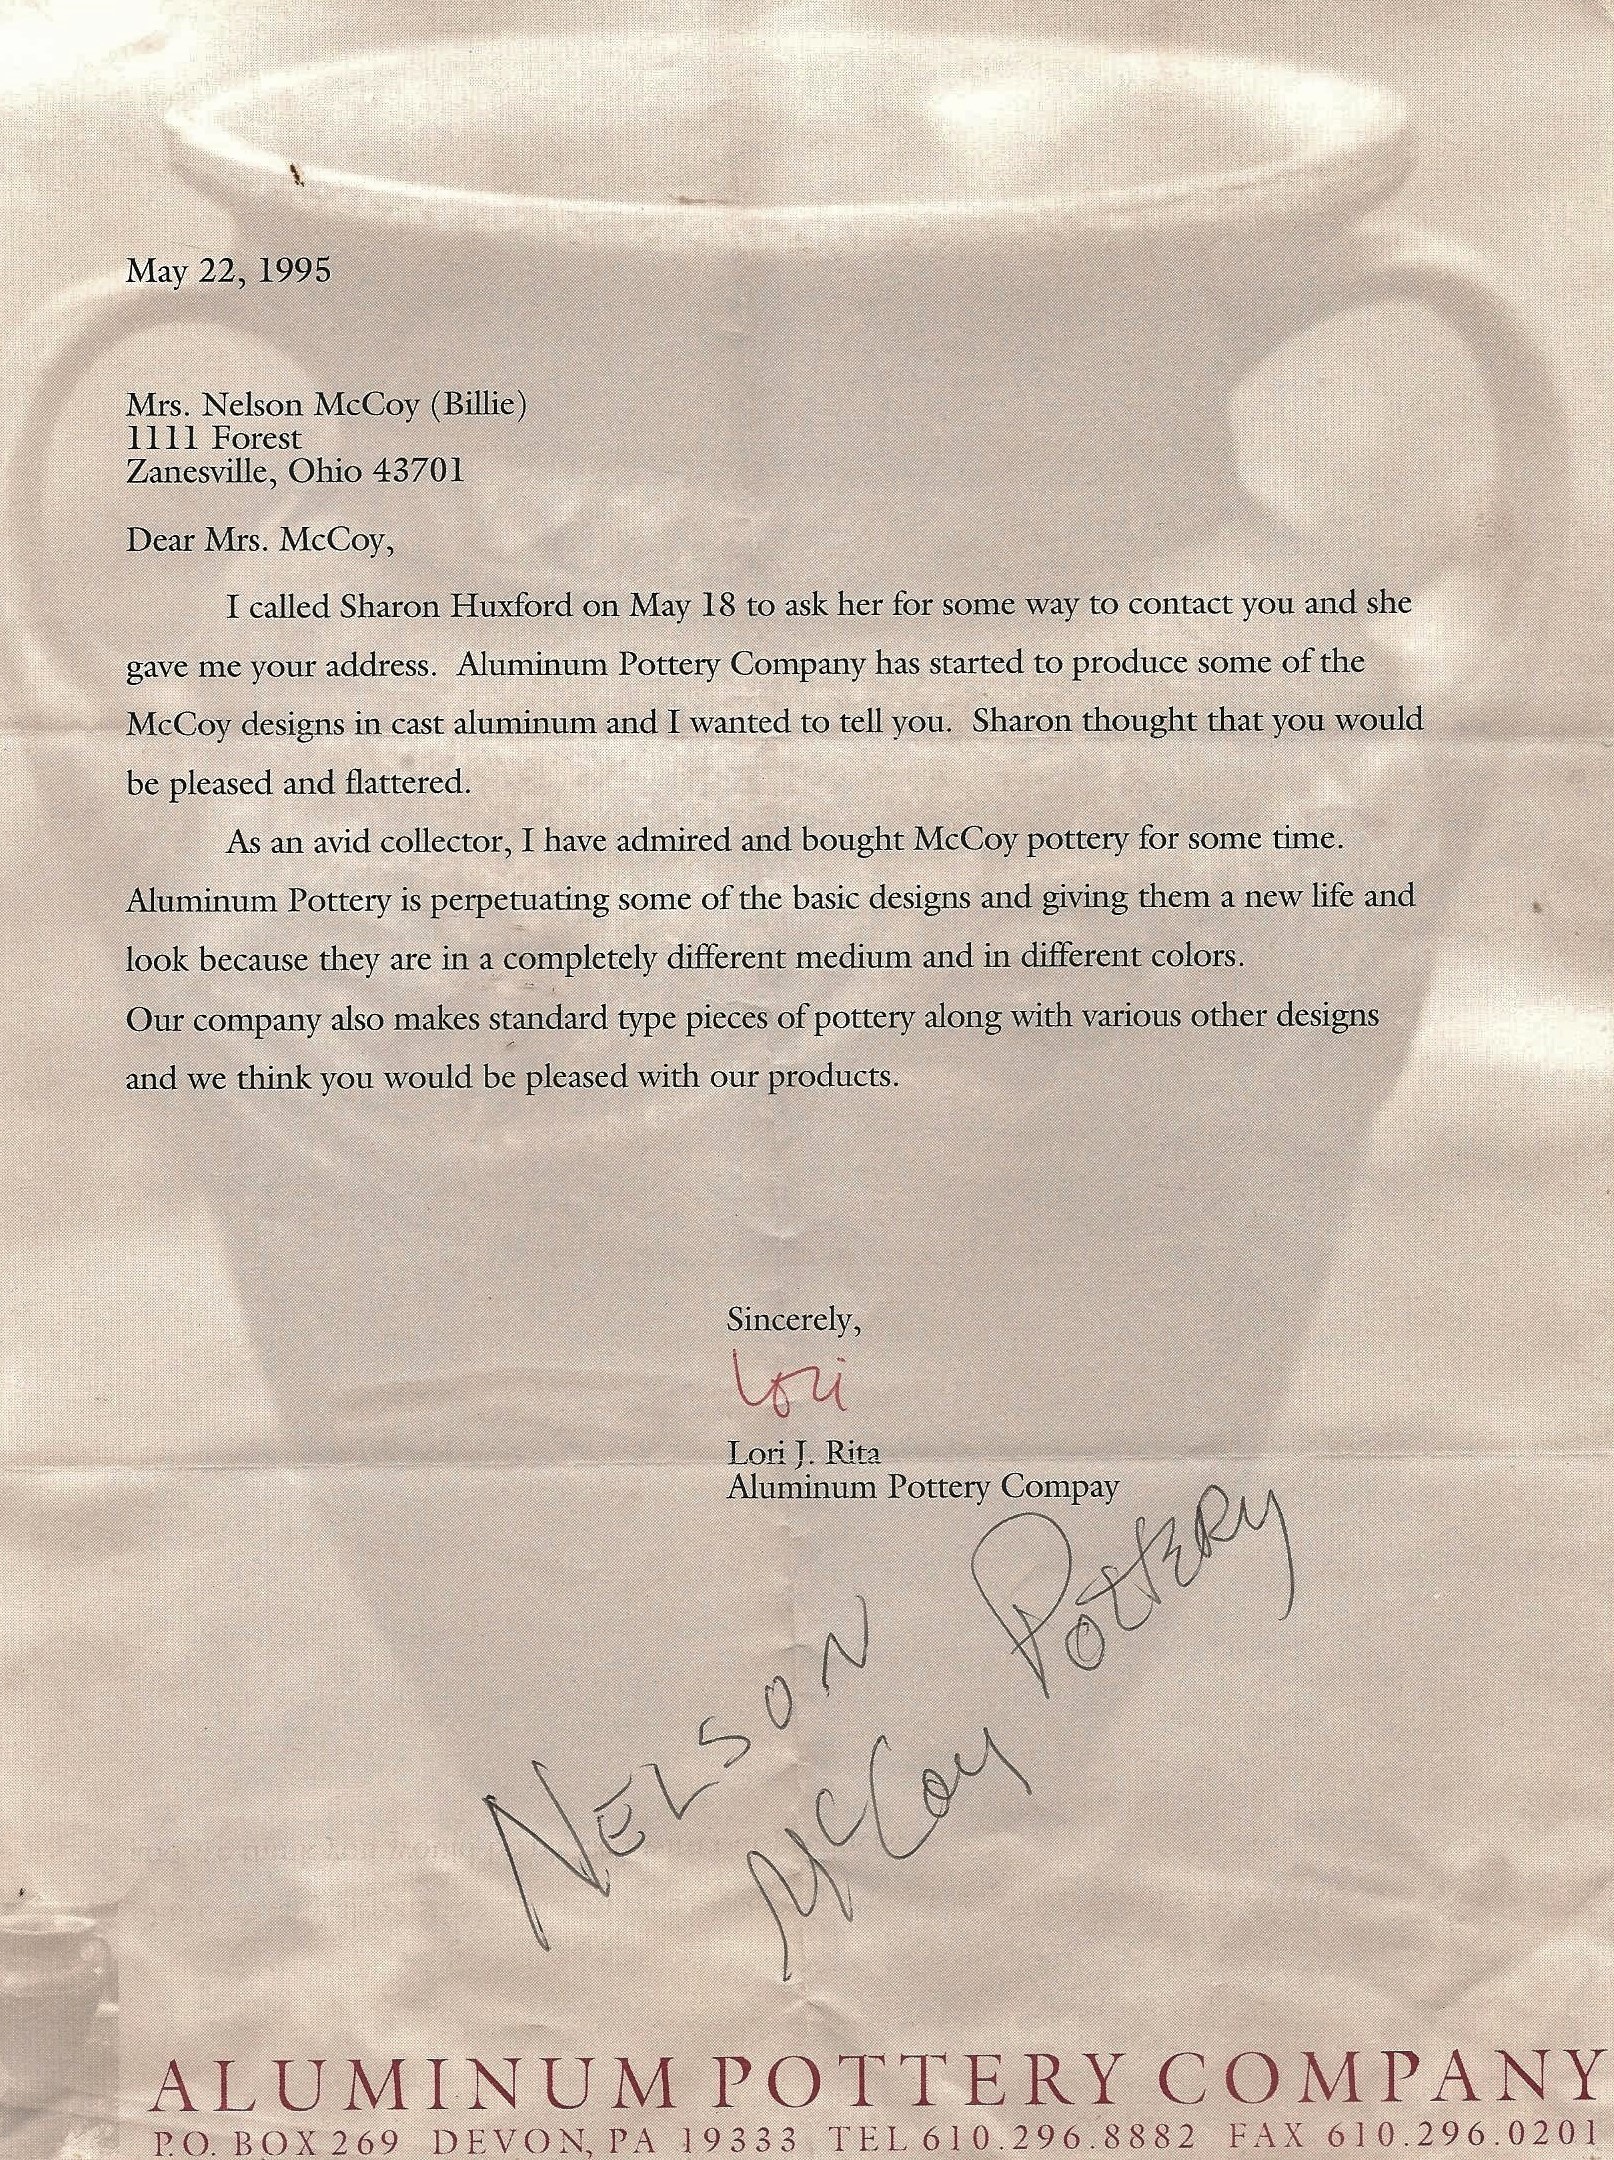 May 22, 1995
Mrs. Nelson McCoy (Billie)
1111 Forest
Zanesville, Ohio 43701
Dear Mrs. McCoy,
I called Sharon Huxford on May 18 to ask her for some way to contact you and she
gave me your address.  Aluminum Pottery Company has started to produce some of the
McCoy designs in cast aluminum and I wanted to tell you.  Sharon thought that you would
be pleased and flattered.
As an avid collector, I have admired and bought McCoy pottery for some time.
Aluminum Pottery is perpetuating some of the basic designs and giving them a new life and
look because they are in a completely different medium and in different colors.
Our company also makes standard type pieces of pottery along with various other designs
and we think you would be pleased with our products.
Sincerely,
Lori
Lori J. Rita
Aluminum Pottery Compay
NELSON
McCoy POTTERY
ALUMINUM POTTERY COMPANY
P.O. BOX 269 DEVON, PA 19333 TEL 610.296.8882 FAX 610.296.0201